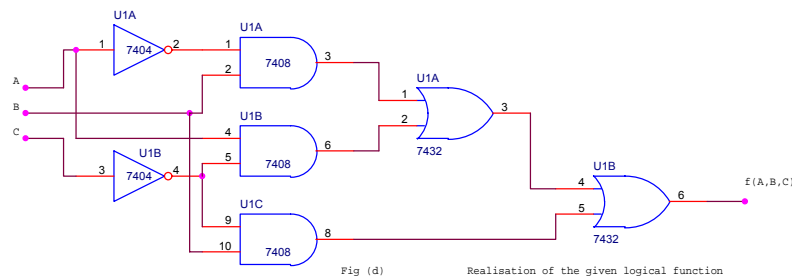 U1A
U1A
1
7404
2
1
2
7408
3
A
B
C
U1A
1
2
3
7432
U1B
4
5
7408
6
U1B
3
7404
4
U1B
4
5
6
7432
f(A,B,C)
U1C
9
10
7408
8
Fig (d)
Realisation of the given logical function